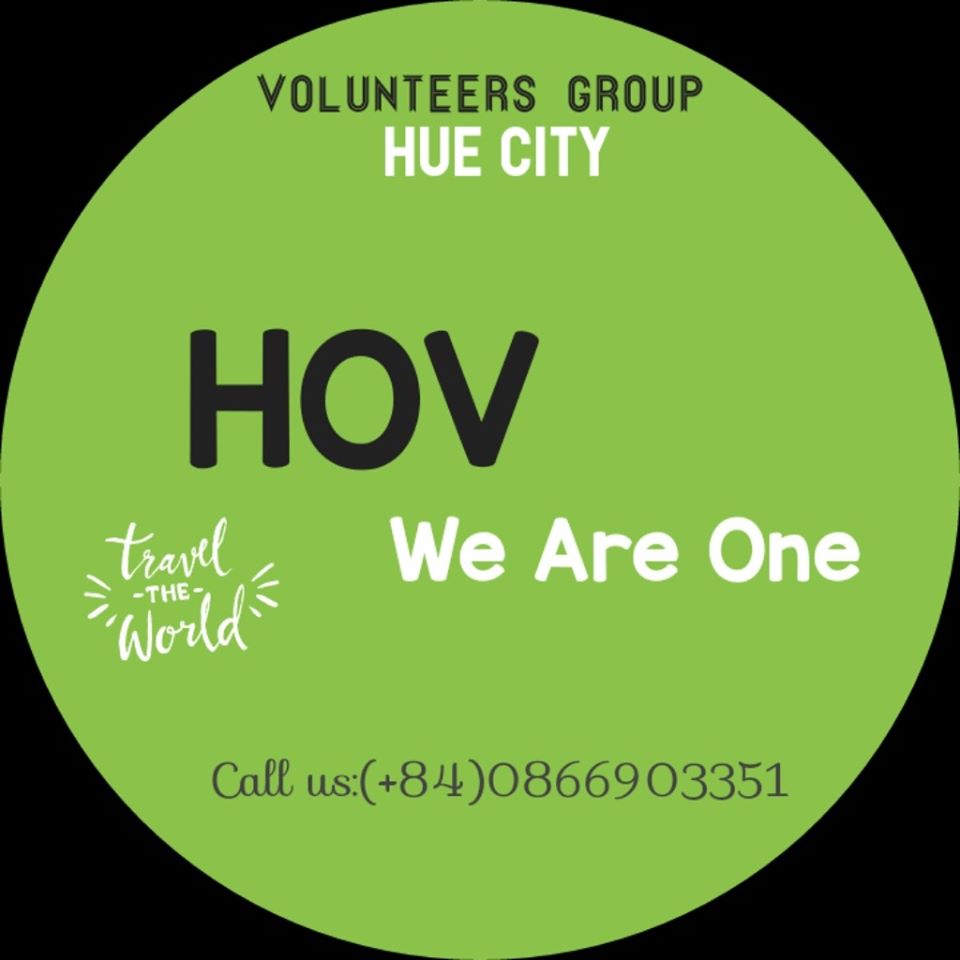 VOLUNTEERS GROUP
HUE CITY
HOV
We Are One
travel
-THE-
World
Call us:(+84)0866903351